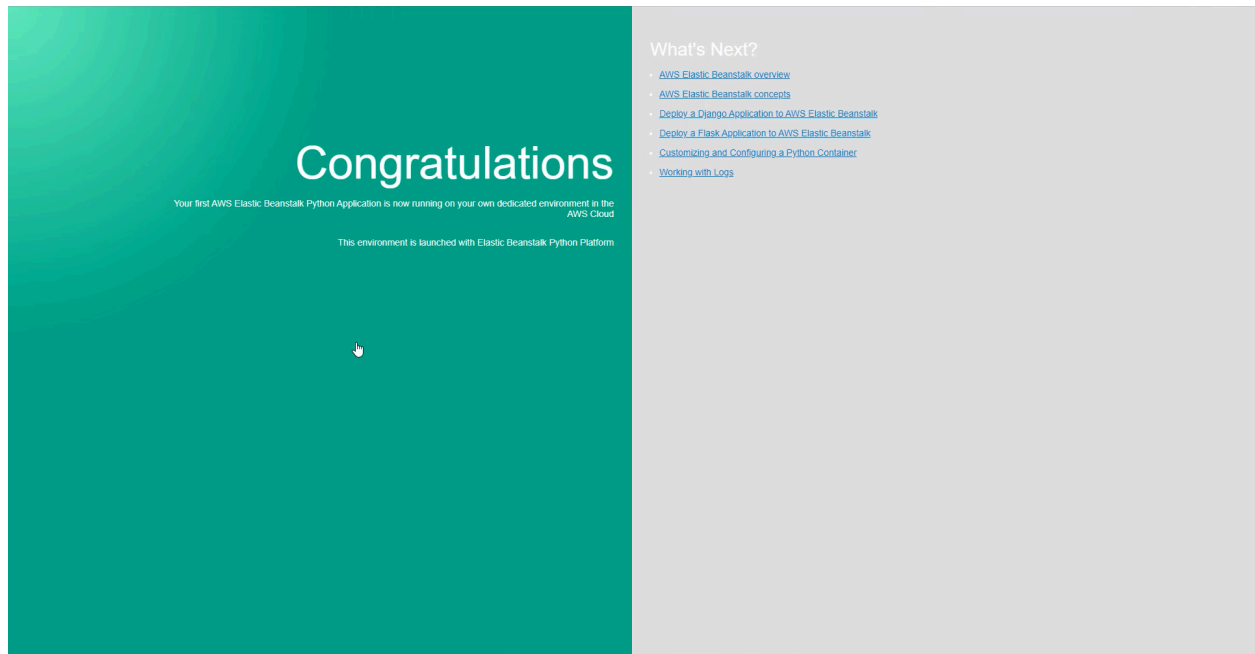 Congratulations
Your first AWS Elastic Beanstalk Python Application is now running on your own dedicated environment in the
AWS Cloud
This environment is launched with Elastic Beanstalk Python Platform
What's Next?
AWS Elastic Beanstalk overview
AWS Elastic Beanstalk concepts
Deploy a Django Application to AWS Elastic Beanstalk
Deploy a Flask Application to AWS Elastic Beanstalk
Customizing and Configuring a Python Container
Working with Logs